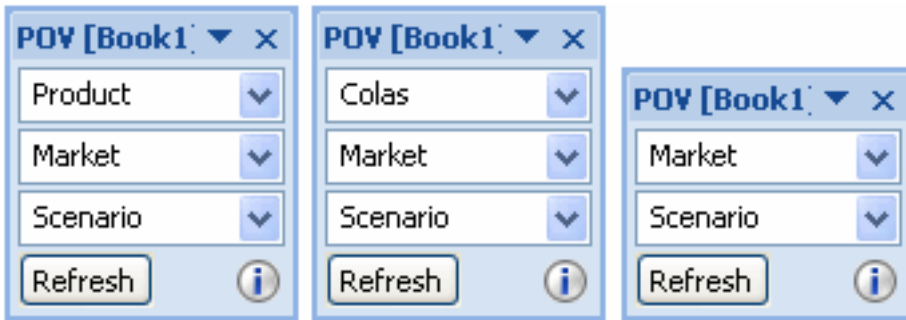 POV [Book1]
Product
Market
Scenario
Refresh
POV [Book1]
Colas
Market
Scenario
Refresh
POV [Book1]
Market
Scenario
Refresh